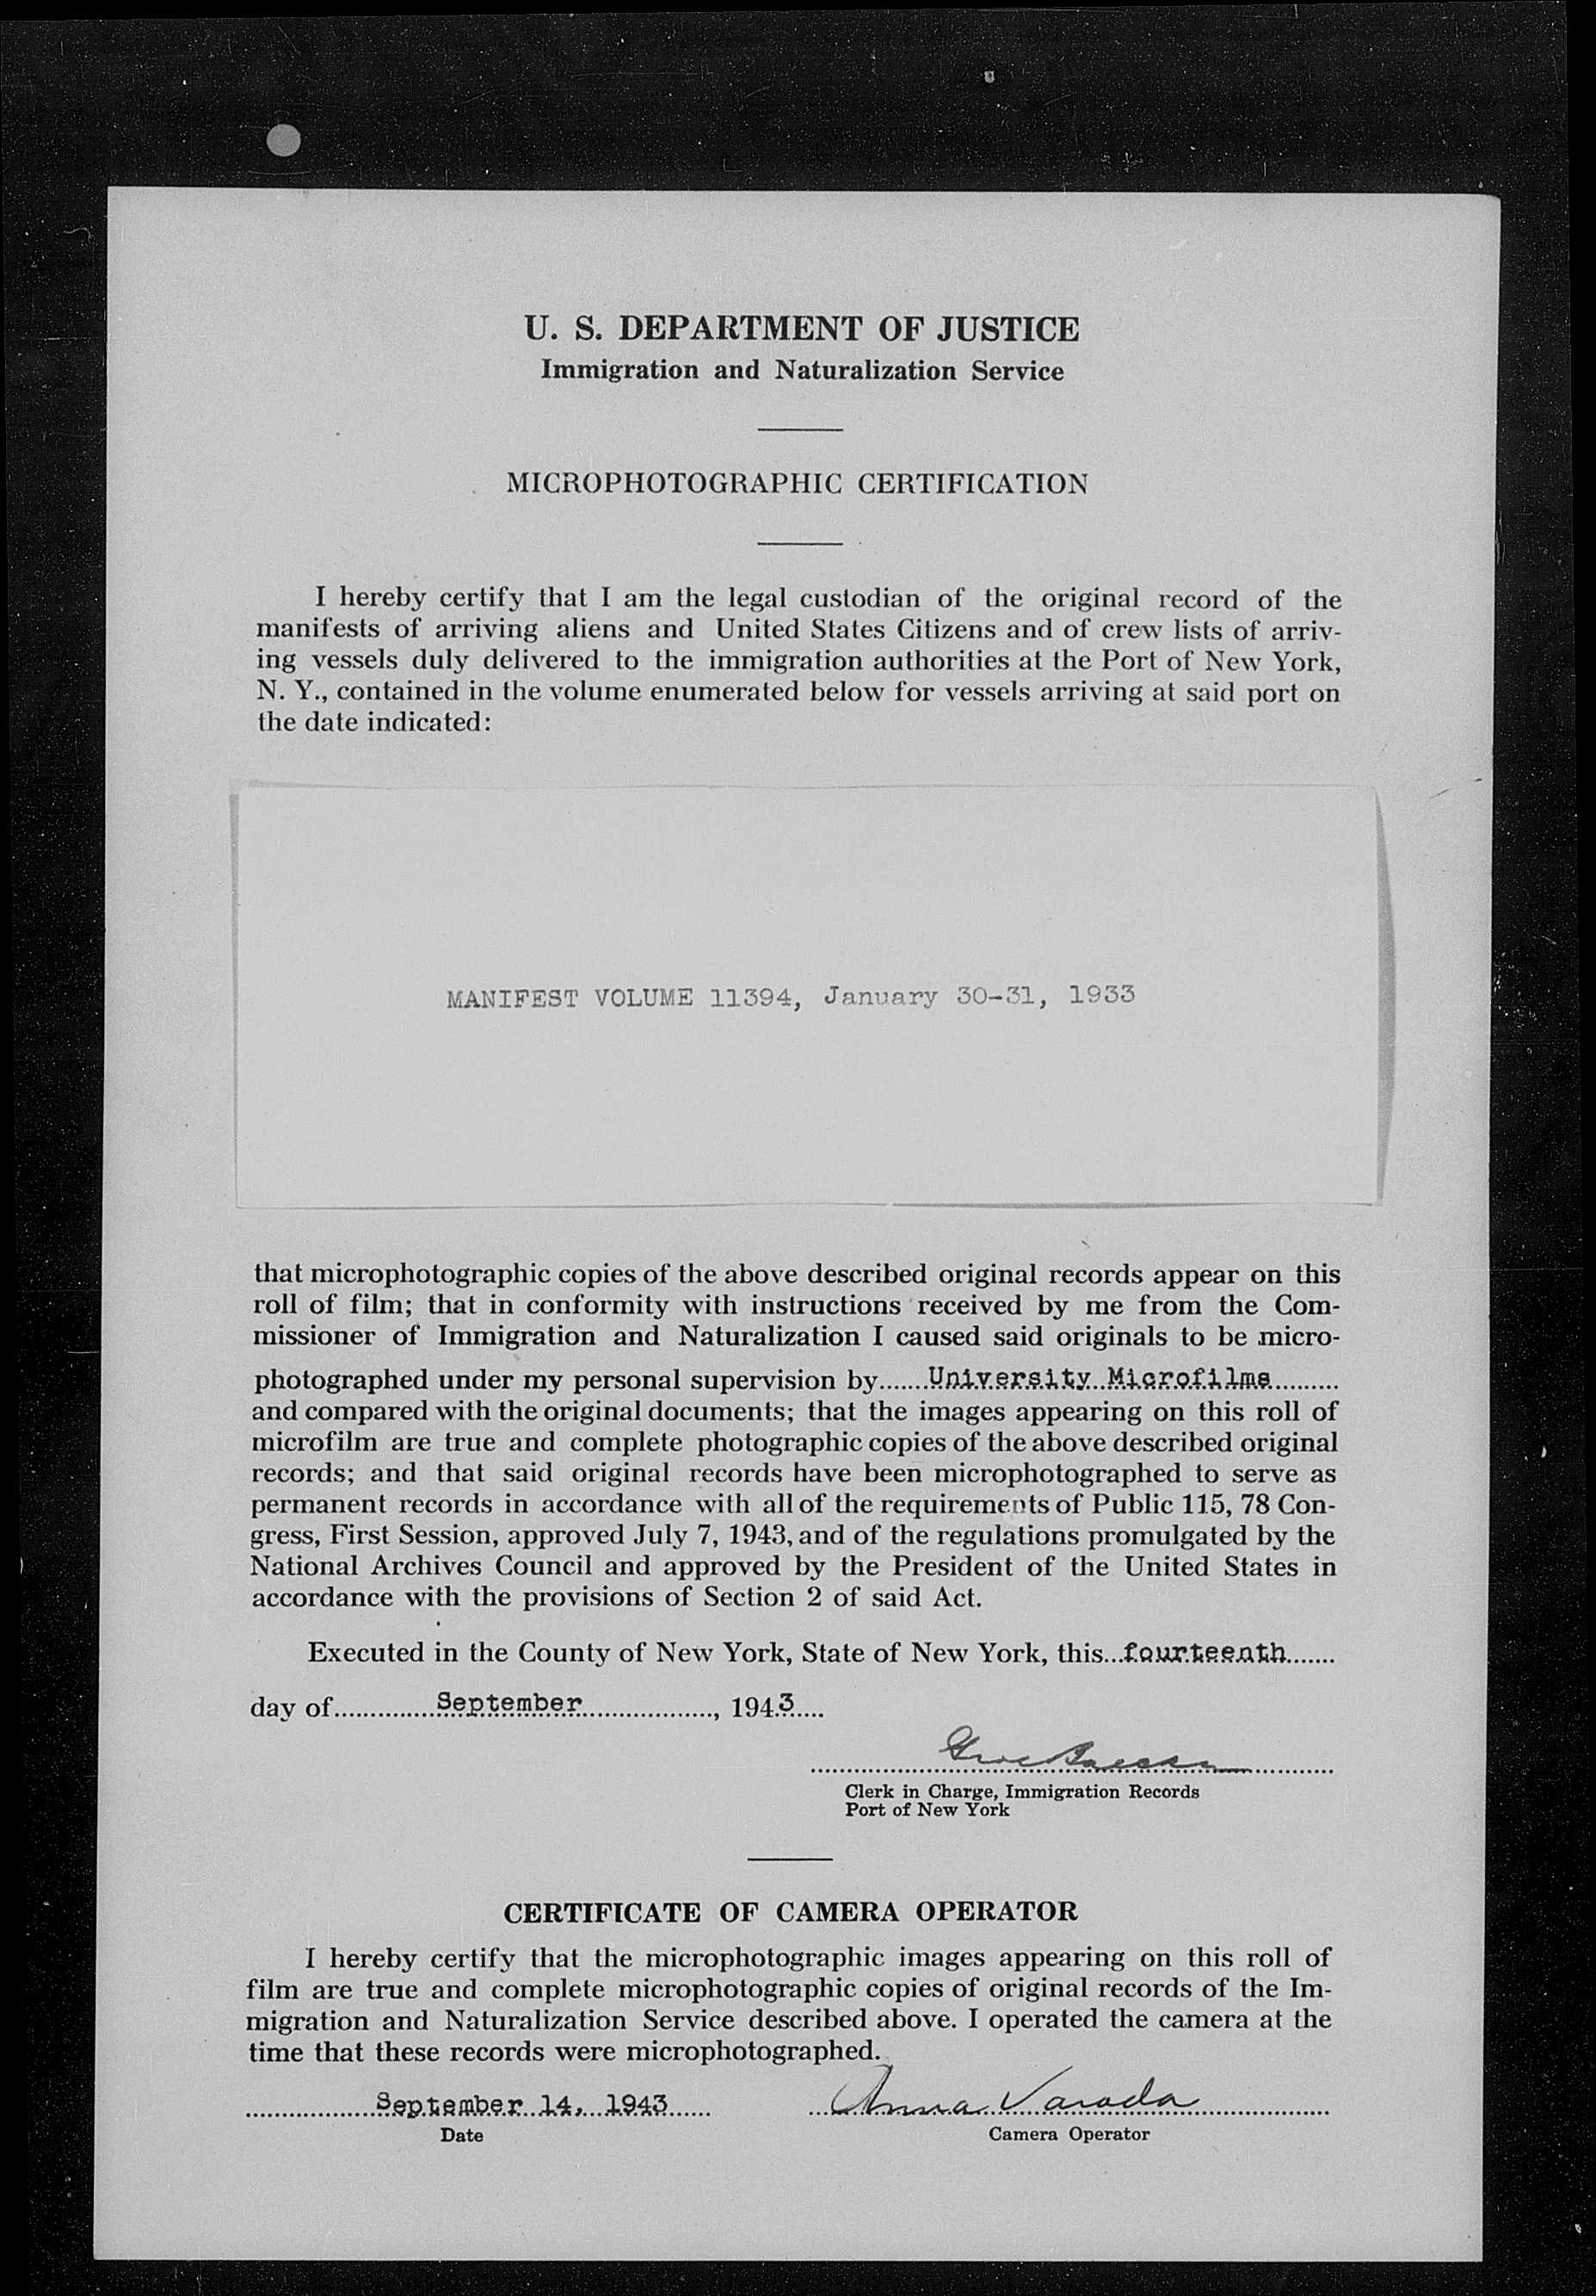 U. S. DEPARTMENT OF JUSTICE
Immigration and Naturalization Service
MICROPHOTOGRAPHIC CERTIFICATION
I hereby certify that I am the legal custodian of the original record of the
manifests of arriving aliens and United States Citizens and of crew lists of arriv-
ing vessels duly delivered to the immigration authorities at the Port of New York,
N. Y., contained in the volume enumerated below for vessels arriving at said port on
the date indicated:
MANIFEST VOLUME 11394, January 30-31, 1933
that microphotographic copies of the above described original records appear on this
roll of film; that in conformity with instructions received by me from the Com-
missioner of Immigration and Naturalization I caused said originals to be micro-
photographed under my personal supervision by.......University Microfilms..........
and compared with the original documents; that the images appearing on this roll of
microfilm are true and complete photographic copies of the above described original
records; and that said original records have been microphotographed to serve as
permanent records in accordance with all of the requirements of Public 115, 78 Con-
gress, First Session, approved July 7, 1943, and of the regulations promulgated by the
National Archives Council and approved by the President of the United States in
accordance with the provisions of Section 2 of said Act.
Executed in the County of New York, State of New York, this...fourteenth.......
day of..............September.................., 1943.....
Clerk in Charge, Immigration Records
Port of New York
CERTIFICATE OF CAMERA OPERATOR
I hereby certify that the microphotographic images appearing on this roll of
film are true and complete microphotographic copies of original records of the Im-
migration and Naturalization Service described above. I operated the camera at the
time that these records were microphotographed.
September 14, 1943 Anna Varada
Date Camera Operator